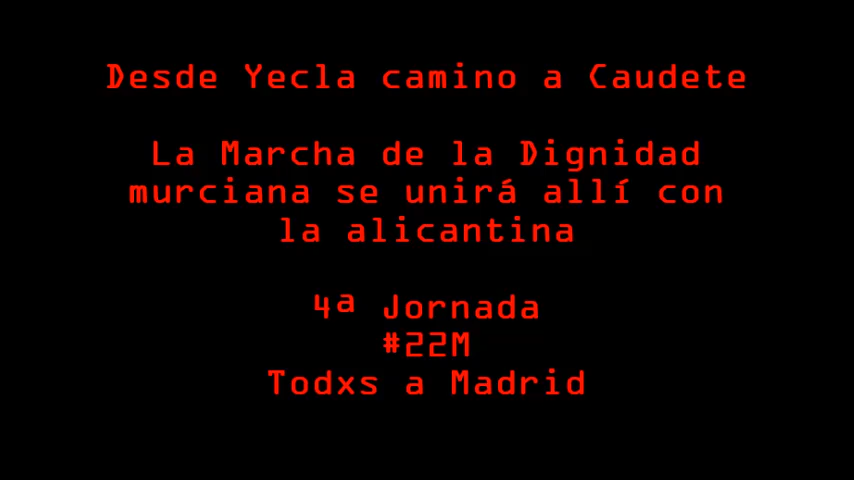 Desde Yecla camino a Caudete
La Marcha de la Dignidad
murciana se unirá allí con
la alicantina
4ª Jornada
#22M
Todxs a Madrid